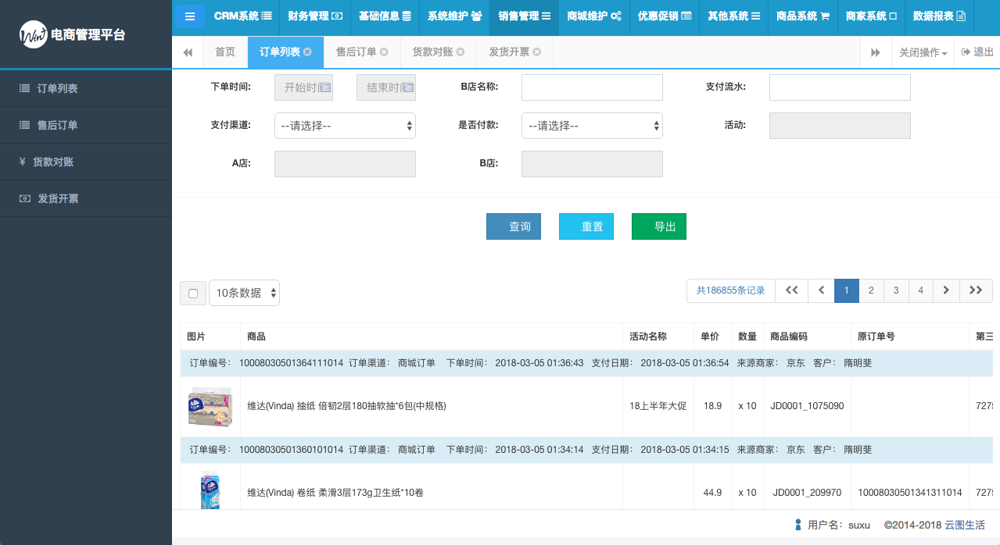 Win+ 电商管理平台
CRM系统 财务管理 基础信息 系统维护 销售管理 商城维护 优惠促销 其他系统 商品系统 商家系统 数据报表
首页 订单列表 售后订单 货款对账 发货开票 关闭操作 退出
订单列表
售后订单
¥ 货款对账
发货开票
下单时间: 开始时间 结束时间 B店名称: 支付流水:
支付渠道: --请选择-- 是否付款: --请选择-- 活动:
A店: B店:
查询 重置 导出
10条数据 共186855条记录 1 2 3 4
图片 商品 活动名称 单价 数量 商品编码 原订单号 第三
订单编号: 10008030501364111014 订单渠道: 商城订单 下单时间: 2018-03-05 01:36:43 支付日期: 2018-03-05 01:36:54 来源商家: 京东 客户: 隋明斐
维达(Vinda) 抽纸 倍韧2层180抽软抽*6包(中规格) 18上半年大促 18.9 x 10 JD0001_1075090 7275
订单编号: 10008030501360101014 订单渠道: 商城订单 下单时间: 2018-03-05 01:34:14 支付日期: 2018-03-05 01:34:15 来源商家: 京东 客户: 隋明斐
维达(Vinda) 卷纸 柔滑3层173g卫生纸*10卷 44.9 x 10 JD0001_209970 10008030501341311014 7275
用户名: suxu ©2014-2018 云图生活